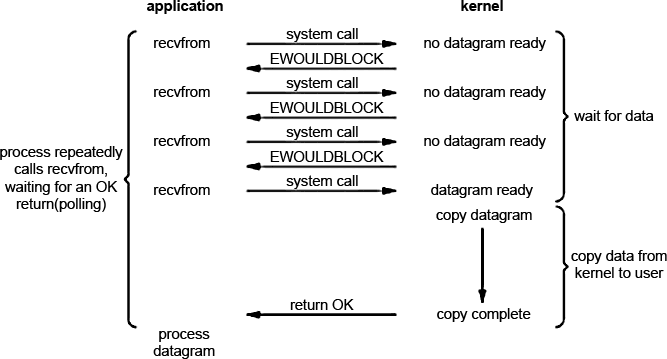 application kernel
recvfrom system call no datagram ready
EWOULDBLOCK
recvfrom system call no datagram ready
EWOULDBLOCK
recvfrom system call no datagram ready
EWOULDBLOCK
recvfrom system call datagram ready
wait for data
process repeatedly
calls recvfrom,
waiting for an OK
return(polling)
copy datagram
copy data from
kernel to user
return OK copy complete
process
datagram